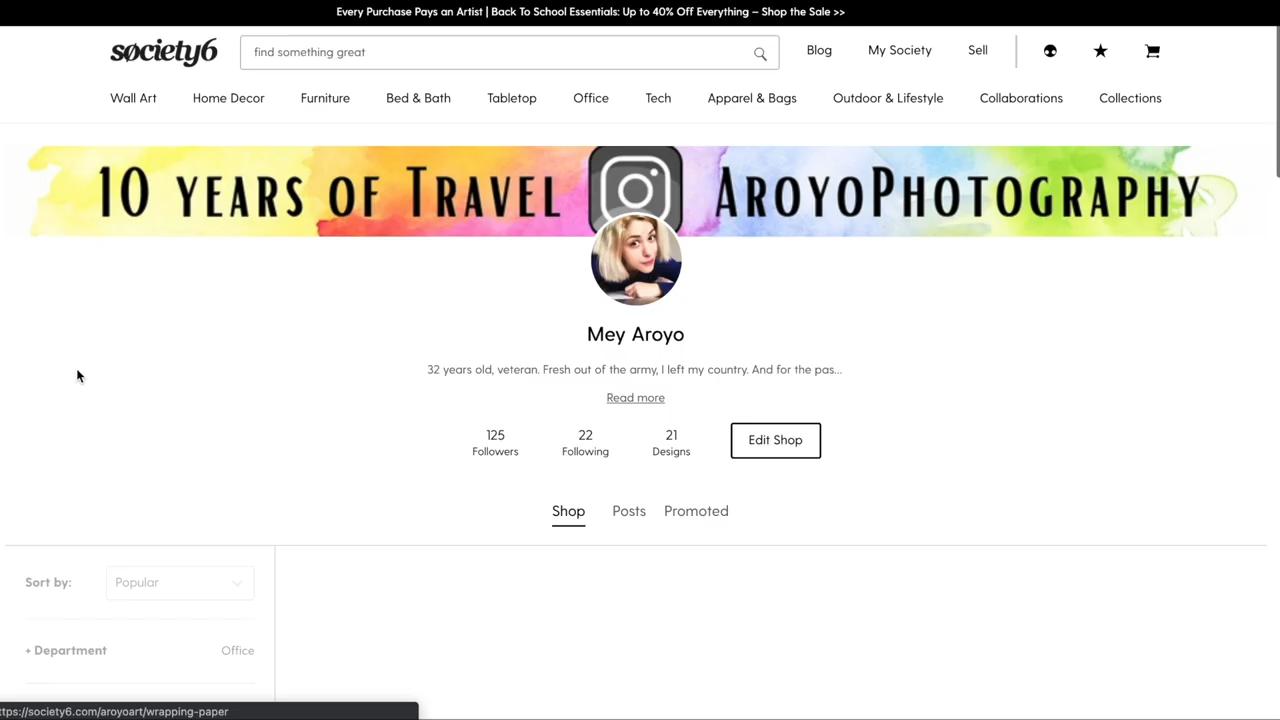 Every Purchase Pays an Artist | Back To School Essentials: Up to 40% Off Everything – Shop the Sale >>
society6
find something great
Blog
My Society
Sell
Wall Art
Home Decor
Furniture
Bed & Bath
Tabletop
Office
Tech
Apparel & Bags
Outdoor & Lifestyle
Collaborations
Collections
10 YEARS OF TRAVEL
AROYOPHOTOGRAPHY
Mey Aroyo
32 years old, veteran. Fresh out of the army, I left my country. And for the pas...
Read more
125
Followers
22
Following
21
Designs
Edit Shop
Shop
Posts
Promoted
Sort by:
Popular
+ Department
Office
ttps://society6.com/aroyoart/wrapping-paper